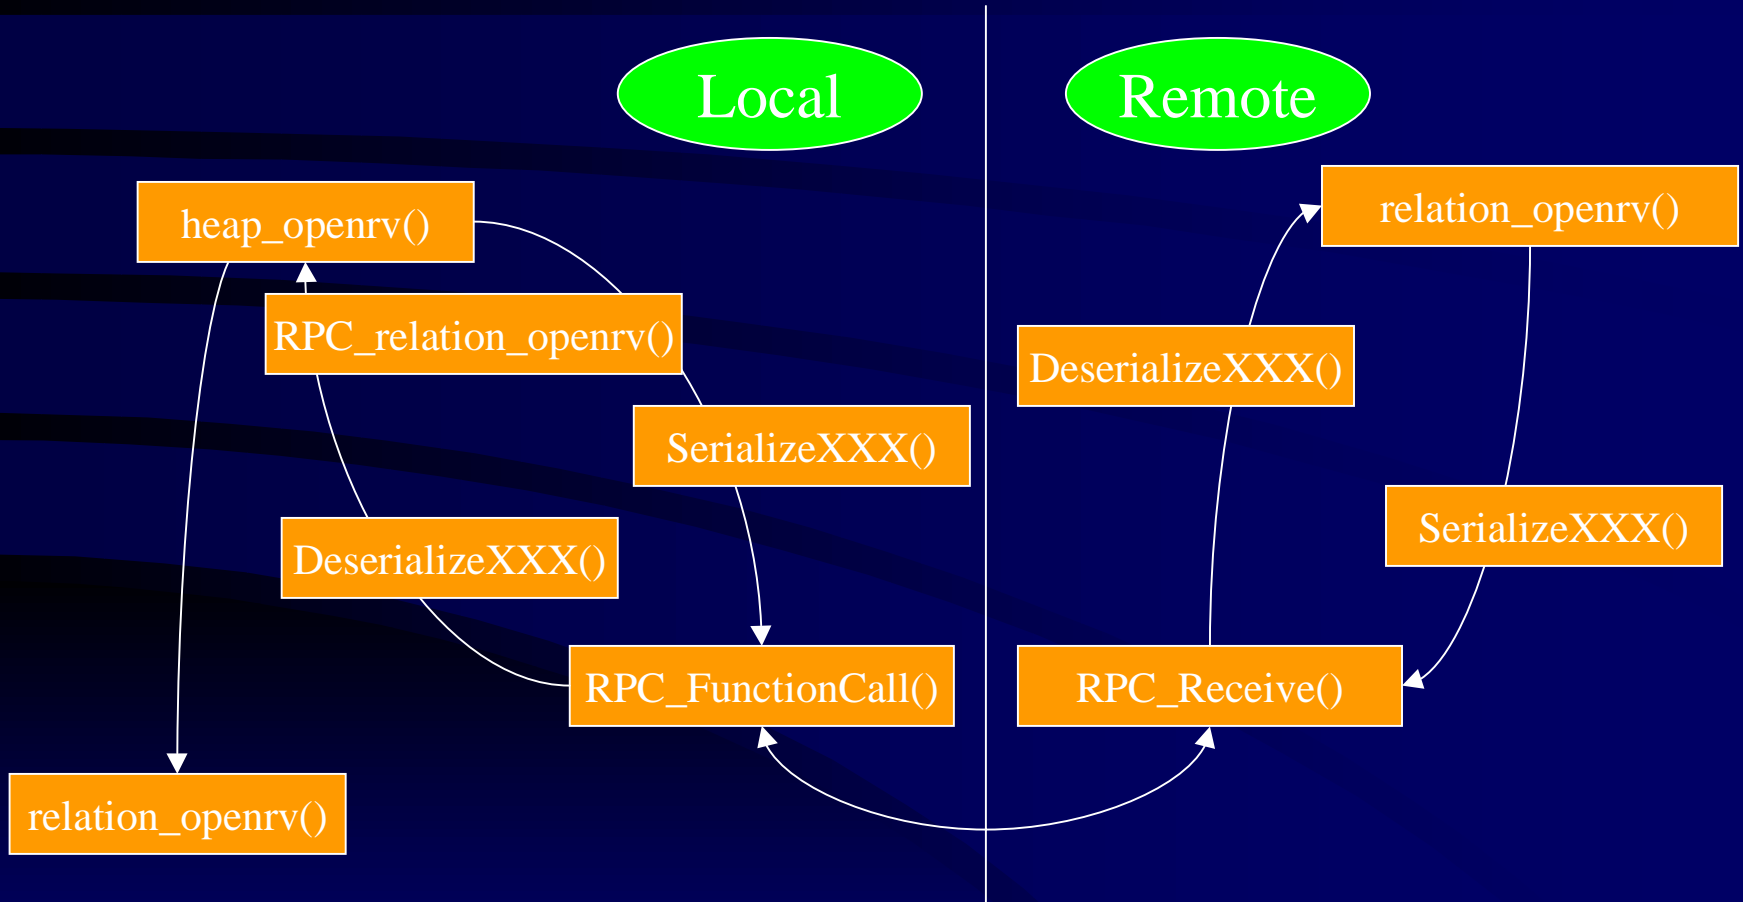 Local
Remote
heap_openrv()
relation_openrv()
RPC_relation_openrv()
DeserializeXXX()
SerializeXXX()
SerializeXXX()
DeserializeXXX()
RPC_FunctionCall()
RPC_Receive()
relation_openrv()